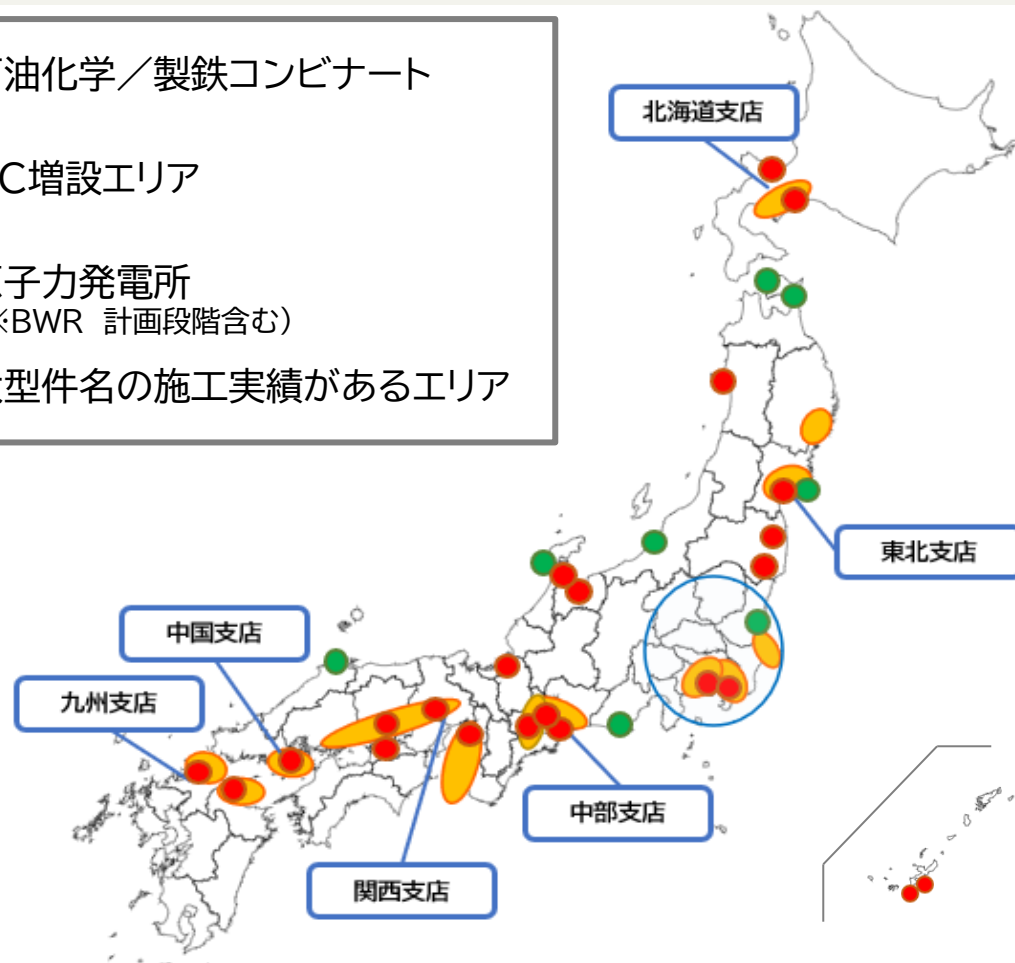 油化学／製鉄コンビナート
C増設エリア
子力発電所
※BWR 計画段階含む）
型件名の施工実績があるエリア
北海道支店
東北支店
中国支店
九州支店
中部支店
関西支店